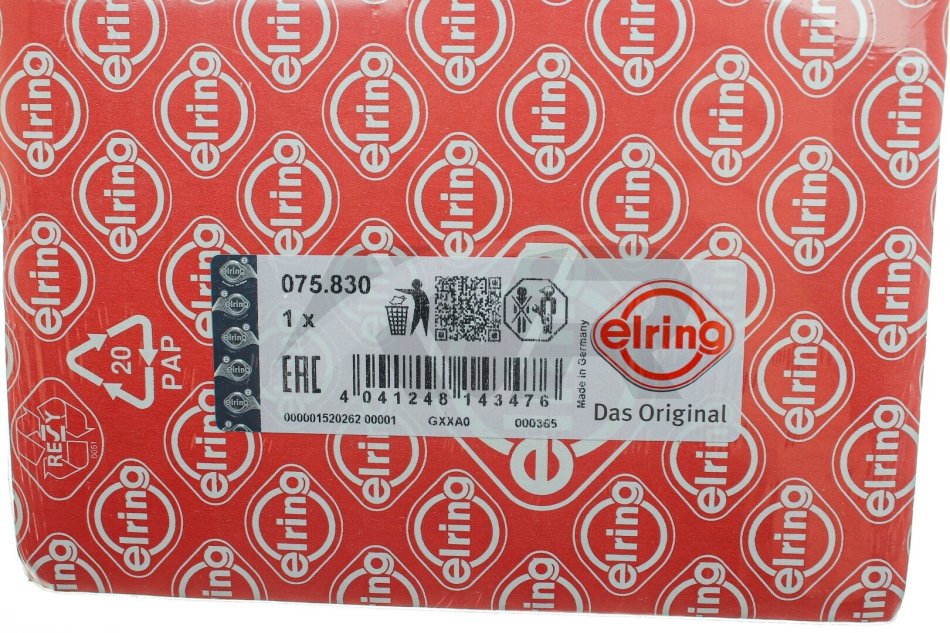 075.830
1 x
EAC
4 041248 143476
000001520262 00001 GXXA0 000365
Made in Germany
elring
Das Original
20
PAP
RESY
0051
elring